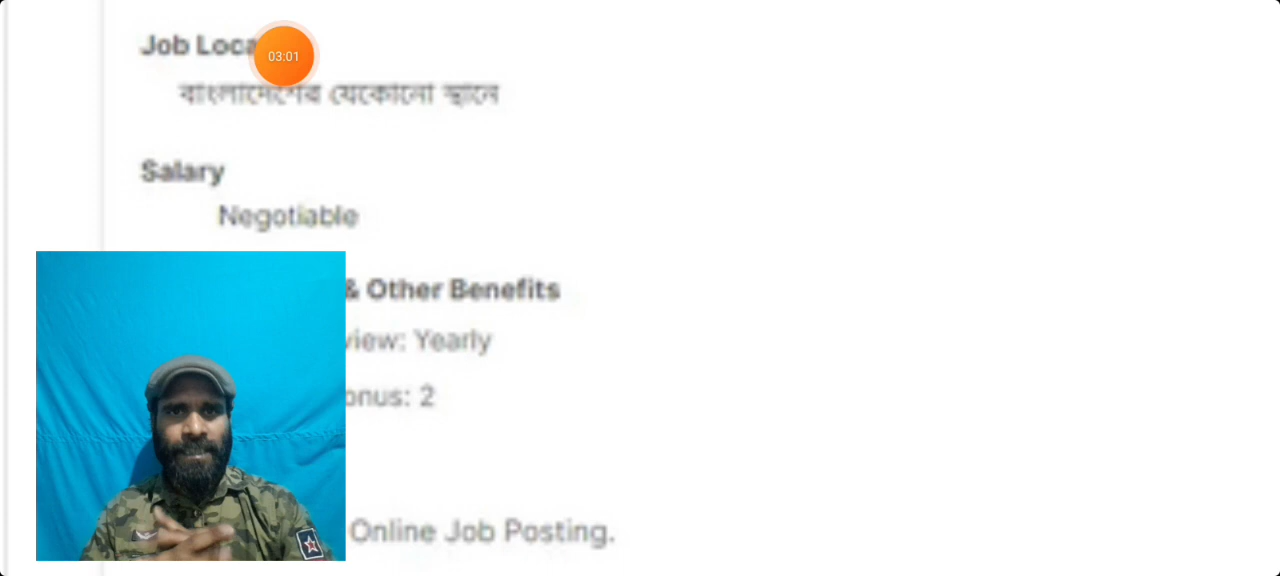 Job Loca
03:01
বাংলাদেশের যেকোনো স্থানে
Salary
Negotiable
& Other Benefits
view: Yearly
onus: 2
Online Job Posting.